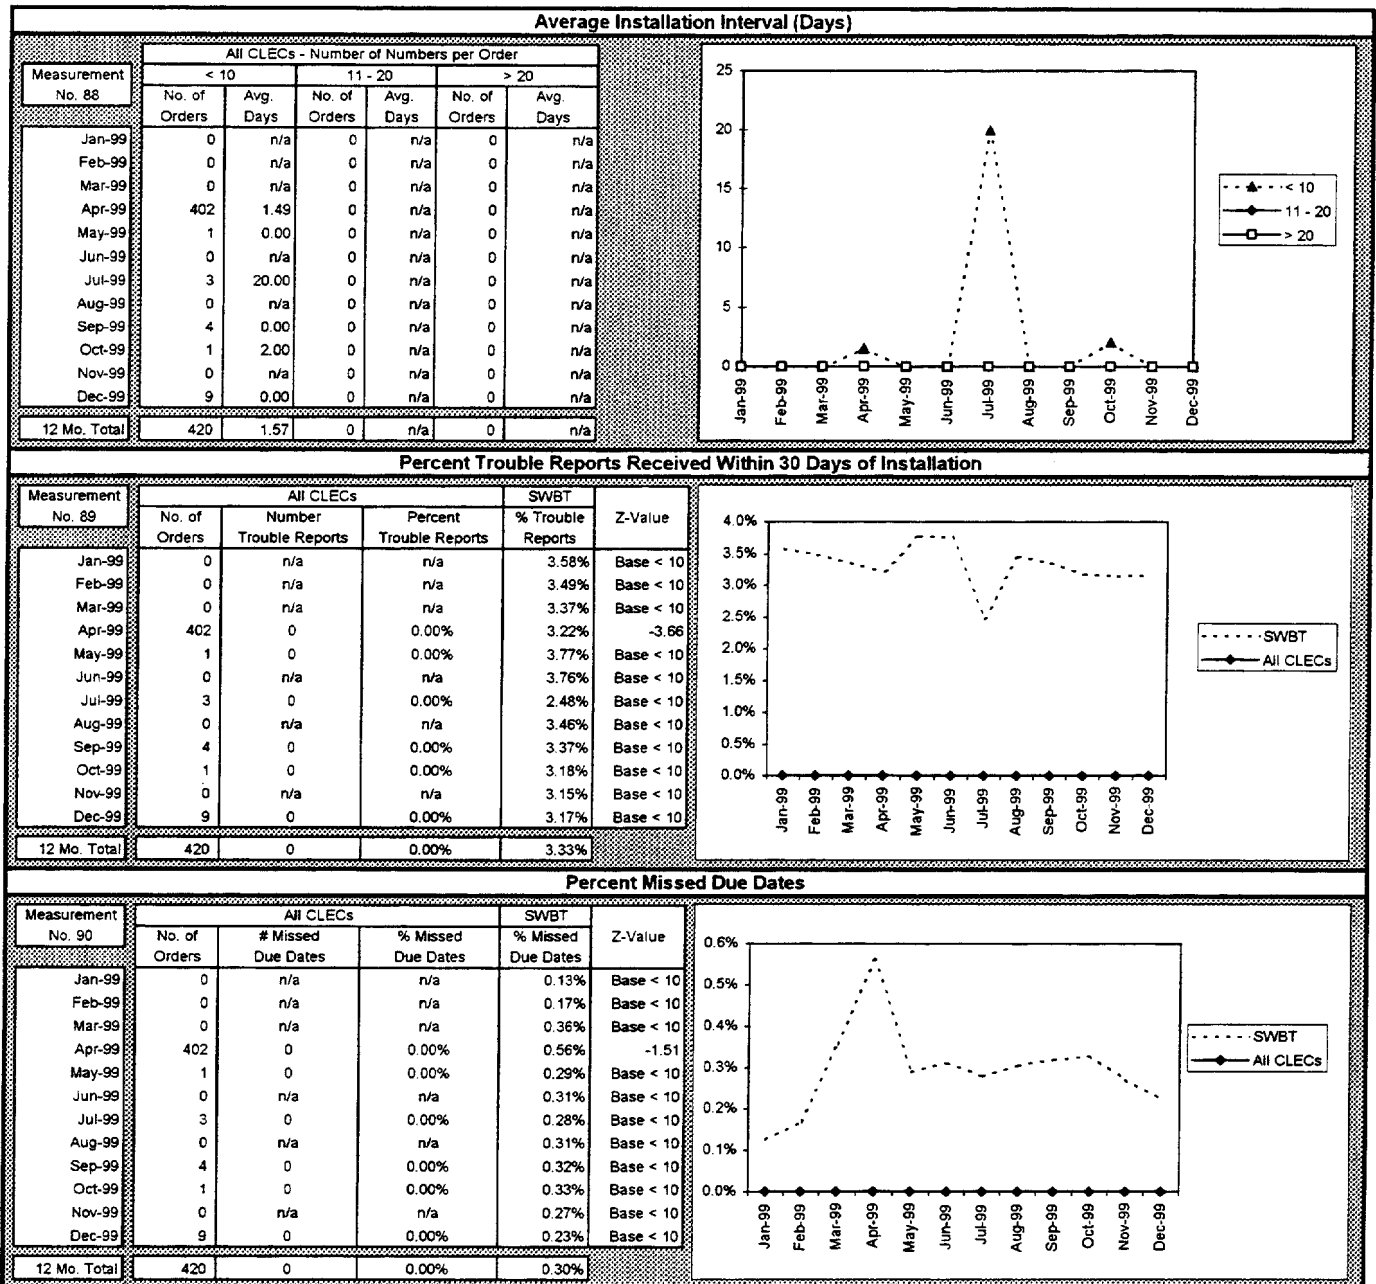 Average Installation Interval (Days)
All CLECs - Number of Numbers per Order
Measurement No. 88 < 10 11 - 20 > 20
No. of Orders Avg. Days No. of Orders Avg. Days No. of Orders Avg. Days
Jan-99 0 n/a 0 n/a 0 n/a
Feb-99 0 n/a 0 n/a 0 n/a
Mar-99 0 n/a 0 n/a 0 n/a
Apr-99 402 1.49 0 n/a 0 n/a
May-99 1 0.00 0 n/a 0 n/a
Jun-99 0 n/a 0 n/a 0 n/a
Jul-99 3 20.00 0 n/a 0 n/a
Aug-99 0 n/a 0 n/a 0 n/a
Sep-99 4 0.00 0 n/a 0 n/a
Oct-99 1 2.00 0 n/a 0 n/a
Nov-99 0 n/a 0 n/a 0 n/a
Dec-99 9 0.00 0 n/a 0 n/a
12 Mo. Total 420 1.57 0 n/a 0 n/a
25
20
15
10
5
0
Jan-99 Feb-99 Mar-99 Apr-99 May-99 Jun-99 Jul-99 Aug-99 Sep-99 Oct-99 Nov-99 Dec-99
< 10
11 - 20
> 20
Percent Trouble Reports Received Within 30 Days of Installation
Measurement No. 89 All CLECs SWBT
No. of Orders Number Trouble Reports Percent Trouble Reports % Trouble Reports Z-Value
Jan-99 0 n/a n/a 3.58% Base < 10
Feb-99 0 n/a n/a 3.49% Base < 10
Mar-99 0 n/a n/a 3.37% Base < 10
Apr-99 402 0 0.00% 3.22% -3.66
May-99 1 0 0.00% 3.77% Base < 10
Jun-99 0 n/a n/a 3.76% Base < 10
Jul-99 3 0 0.00% 2.48% Base < 10
Aug-99 0 n/a n/a 3.46% Base < 10
Sep-99 4 0 0.00% 3.37% Base < 10
Oct-99 1 0 0.00% 3.18% Base < 10
Nov-99 0 n/a n/a 3.15% Base < 10
Dec-99 9 0 0.00% 3.17% Base < 10
12 Mo. Total 420 0 0.00% 3.33%
4.0%
3.5%
3.0%
2.5%
2.0%
1.5%
1.0%
0.5%
0.0%
Jan-99 Feb-99 Mar-99 Apr-99 May-99 Jun-99 Jul-99 Aug-99 Sep-99 Oct-99 Nov-99 Dec-99
SWBT
All CLECs
Percent Missed Due Dates
Measurement No. 90 All CLECs SWBT
No. of Orders # Missed Due Dates % Missed Due Dates % Missed Due Dates Z-Value
Jan-99 0 n/a n/a 0.13% Base < 10
Feb-99 0 n/a n/a 0.17% Base < 10
Mar-99 0 n/a n/a 0.36% Base < 10
Apr-99 402 0 0.00% 0.56% -1.51
May-99 1 0 0.00% 0.29% Base < 10
Jun-99 0 n/a n/a 0.31% Base < 10
Jul-99 3 0 0.00% 0.28% Base < 10
Aug-99 0 n/a n/a 0.31% Base < 10
Sep-99 4 0 0.00% 0.32% Base < 10
Oct-99 1 0 0.00% 0.33% Base < 10
Nov-99 0 n/a n/a 0.27% Base < 10
Dec-99 9 0 0.00% 0.23% Base < 10
12 Mo. Total 420 0 0.00% 0.30%
0.6%
0.5%
0.4%
0.3%
0.2%
0.1%
0.0%
Jan-99 Feb-99 Mar-99 Apr-99 May-99 Jun-99 Jul-99 Aug-99 Sep-99 Oct-99 Nov-99 Dec-99
SWBT
All CLECs